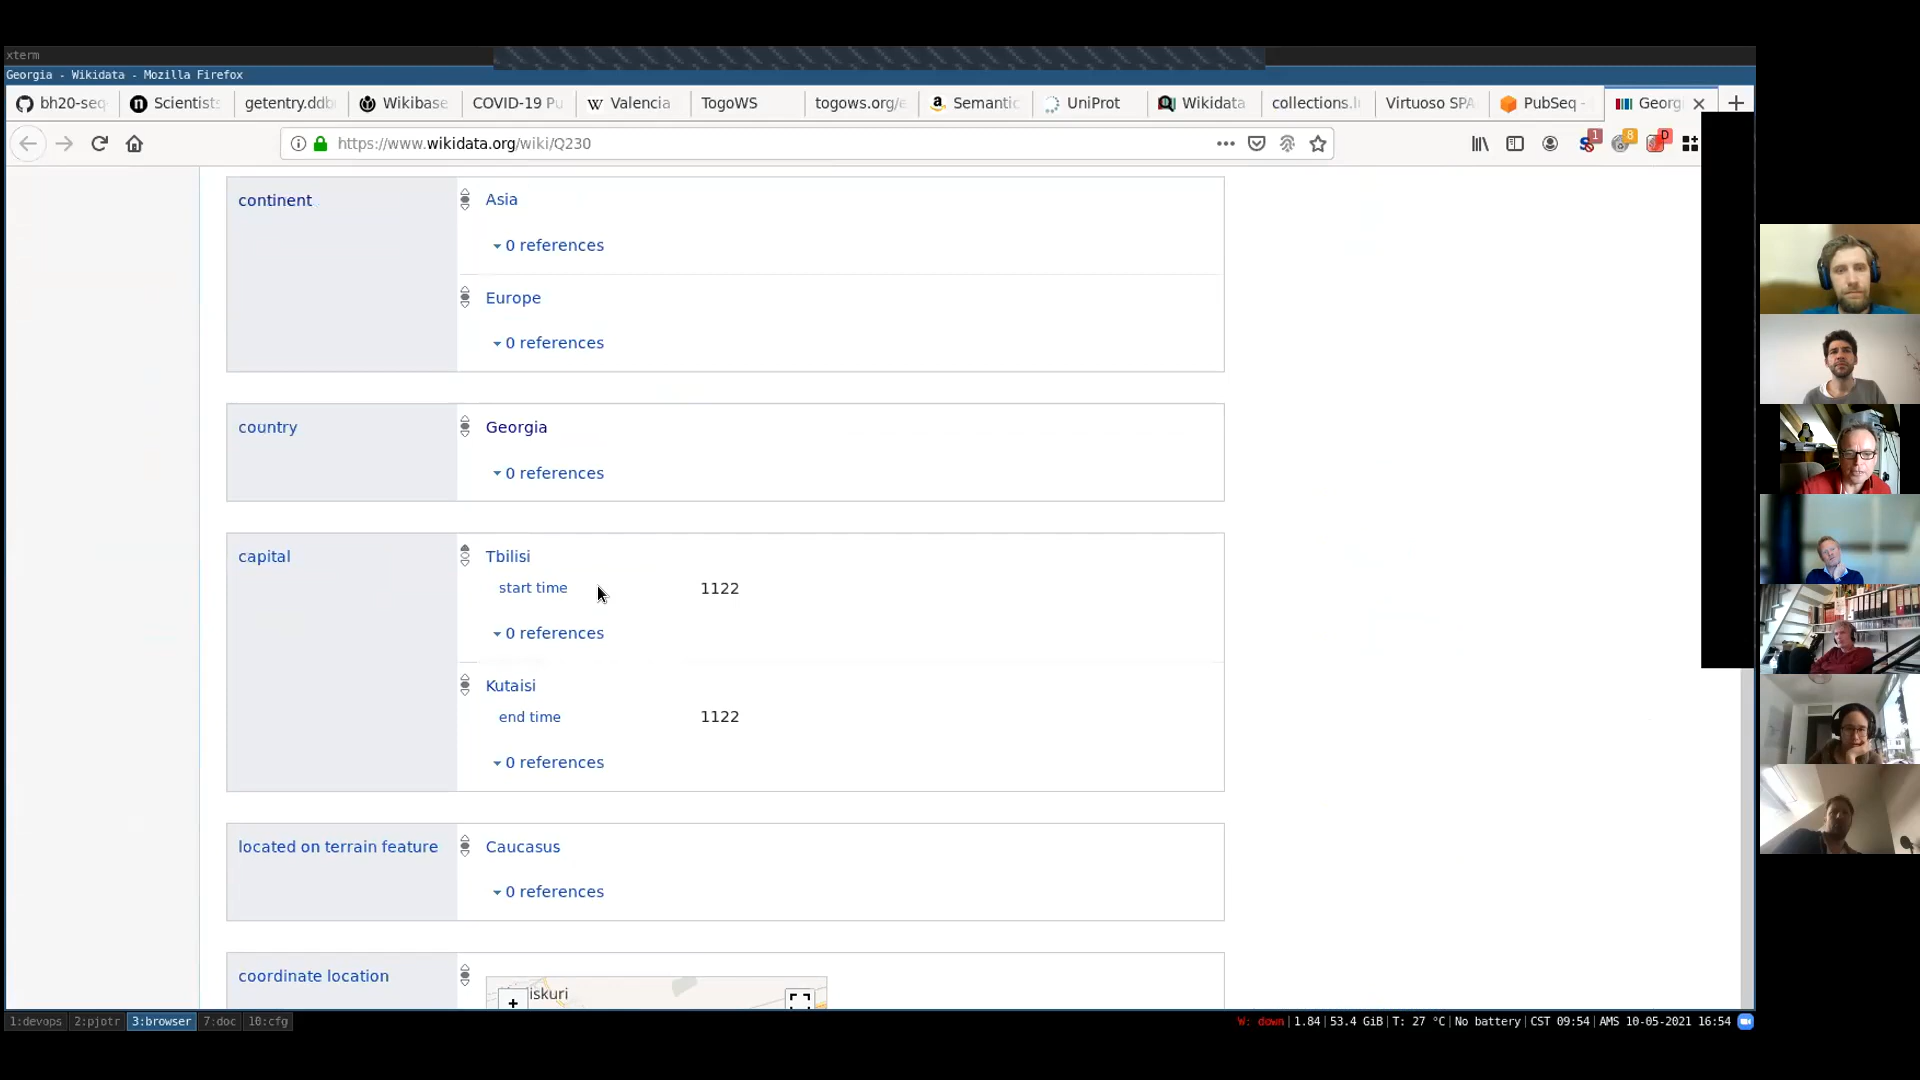 xterm
Georgia - Wikidata - Mozilla Firefox
bh20-seq Scientists getentry.ddb Wikibase COVID-19 Pu Valencia TogoWS togows.org/e Semantic UniProt Wikidata collections.l Virtuoso SPA PubSeq - Georgi
https://www.wikidata.org/wiki/Q230
1 8 D
continent Asia
0 references
Europe
0 references
country Georgia
0 references
capital Tbilisi
start time 1122
0 references
Kutaisi
end time 1122
0 references
located on terrain feature Caucasus
0 references
coordinate location
+ iskuri
1:devops 2:pjotr 3:browser 7:doc 10:cfg W: down|1.84|53.4 GiB|T: 27 °C|No battery|CST 09:54|AMS 10-05-2021 16:54